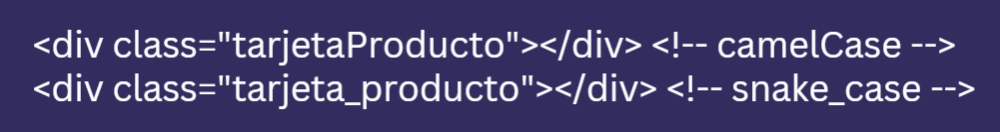 <div class="tarjetaProducto"></div> <!-- camelCase -->
<div class="tarjeta_producto"></div> <!-- snake_case -->